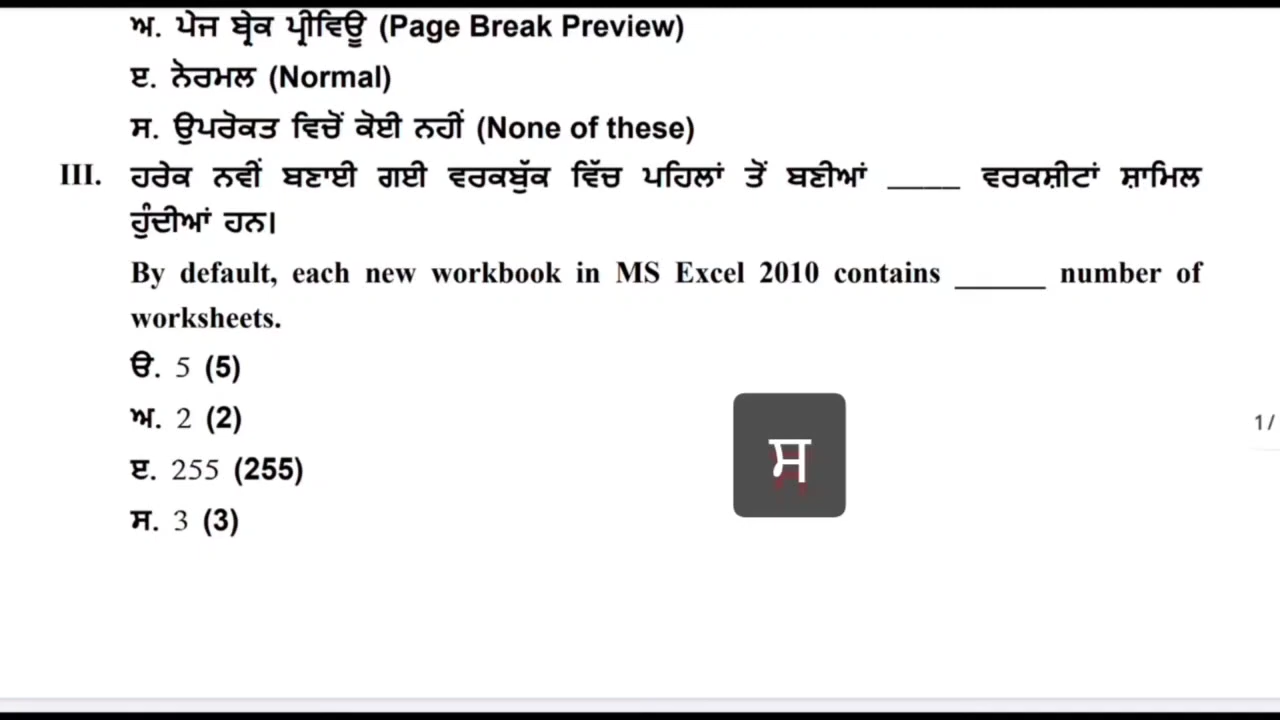 ਅ. ਪੇਜ ਬ੍ਰੇਕ ਪ੍ਰੀਵਿਊ (Page Break Preview)
ੲ. ਨੋਰਮਲ (Normal)
ਸ. ਉਪਰੋਕਤ ਵਿਚੋਂ ਕੋਈ ਨਹੀਂ (None of these)
III. ਹਰੇਕ ਨਵੀਂ ਬਣਾਈ ਗਈ ਵਰਕਬੁੱਕ ਵਿੱਚ ਪਹਿਲਾਂ ਤੋਂ ਬਣੀਆਂ ____ ਵਰਕਸ਼ੀਟਾਂ ਸ਼ਾਮਿਲ
ਹੁੰਦੀਆਂ ਹਨ।
By default, each new workbook in MS Excel 2010 contains ______ number of
worksheets.
ੳ. 5 (5)
ਅ. 2 (2)
ੲ. 255 (255)
ਸ. 3 (3)
ਸ
1/